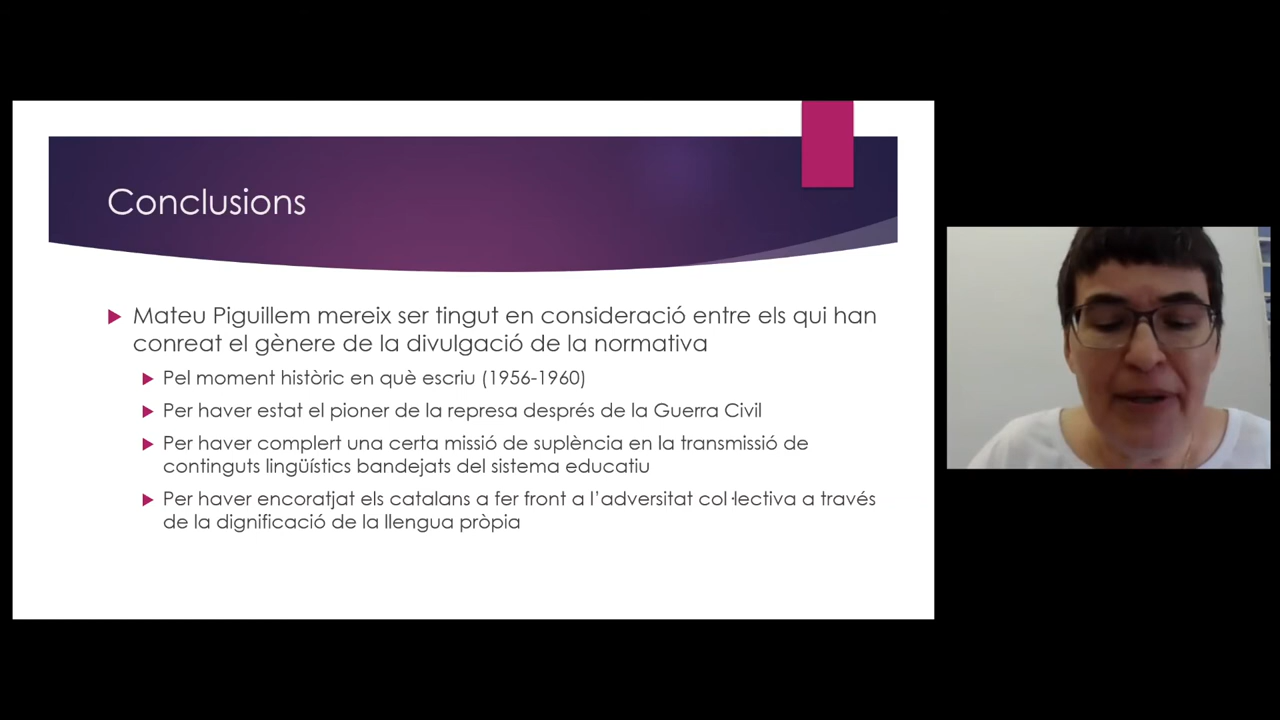 Conclusions
Mateu Piguillem mereix ser tingut en consideració entre els qui han
conreat el gènere de la divulgació de la normativa
Pel moment històric en què escriu (1956-1960)
Per haver estat el pioner de la represa després de la Guerra Civil
Per haver complert una certa missió de suplència en la transmissió de
continguts lingüístics bandejats del sistema educatiu
Per haver encoratjat els catalans a fer front a l’adversitat col·lectiva a través
de la dignificació de la llengua pròpia